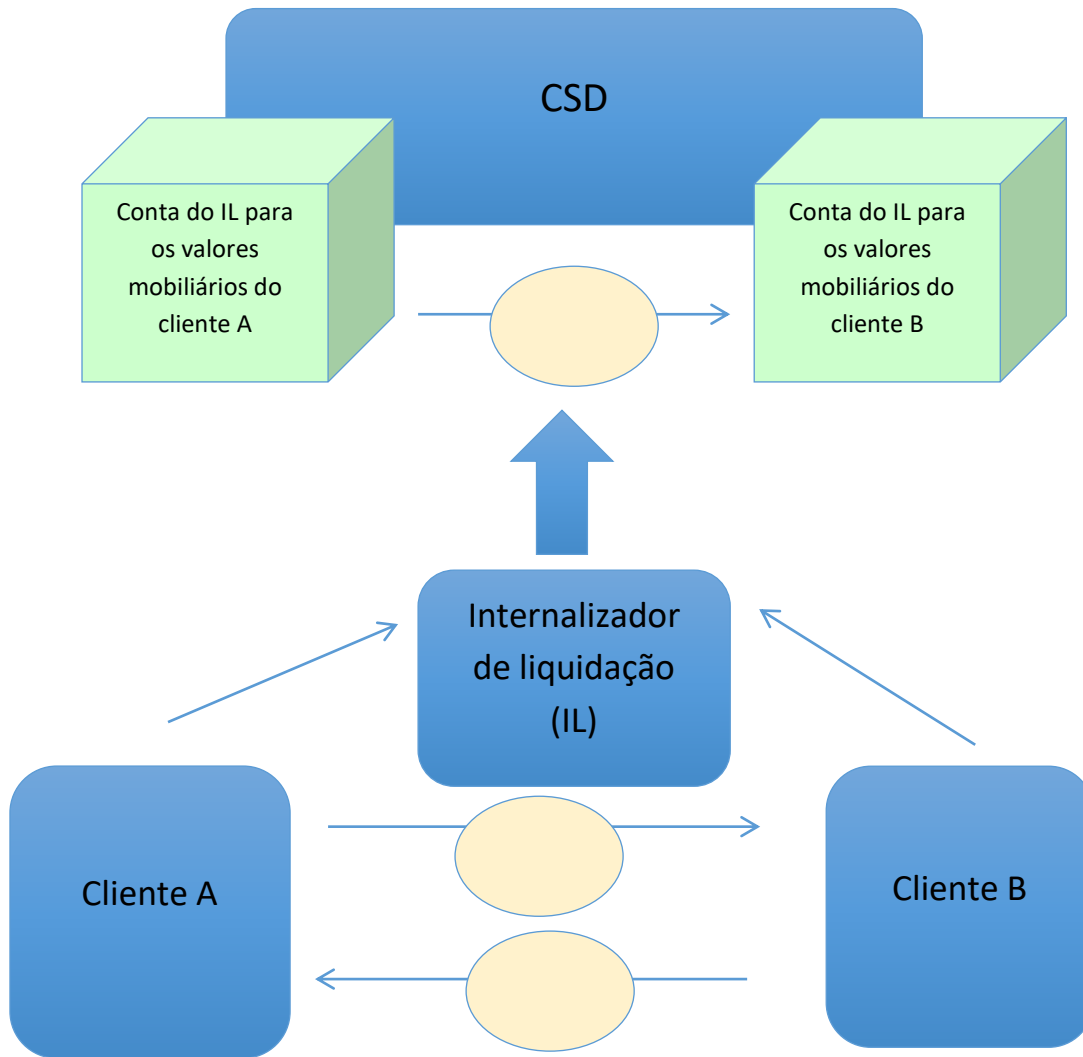 CSD
Conta do IL para
os valores
mobiliários do
cliente A
Conta do IL para
os valores
mobiliários do
cliente B
Internalizador
de liquidação
(IL)
Cliente A
Cliente B